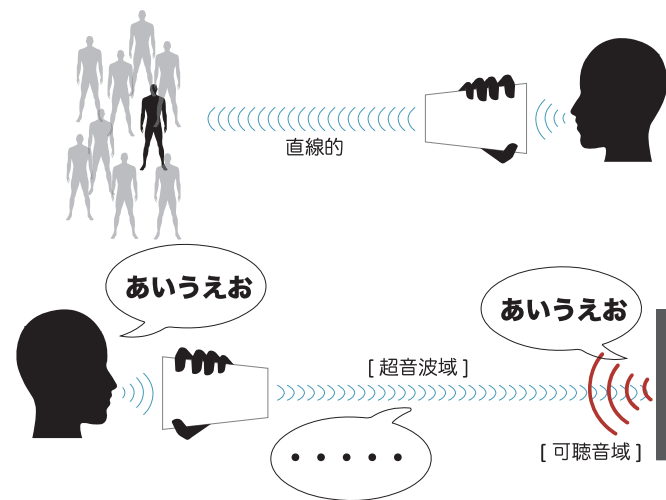 直線的
あいうえお
あいうえお
[ 超音波域 ]
[ 可聴音域 ]
・・・・・